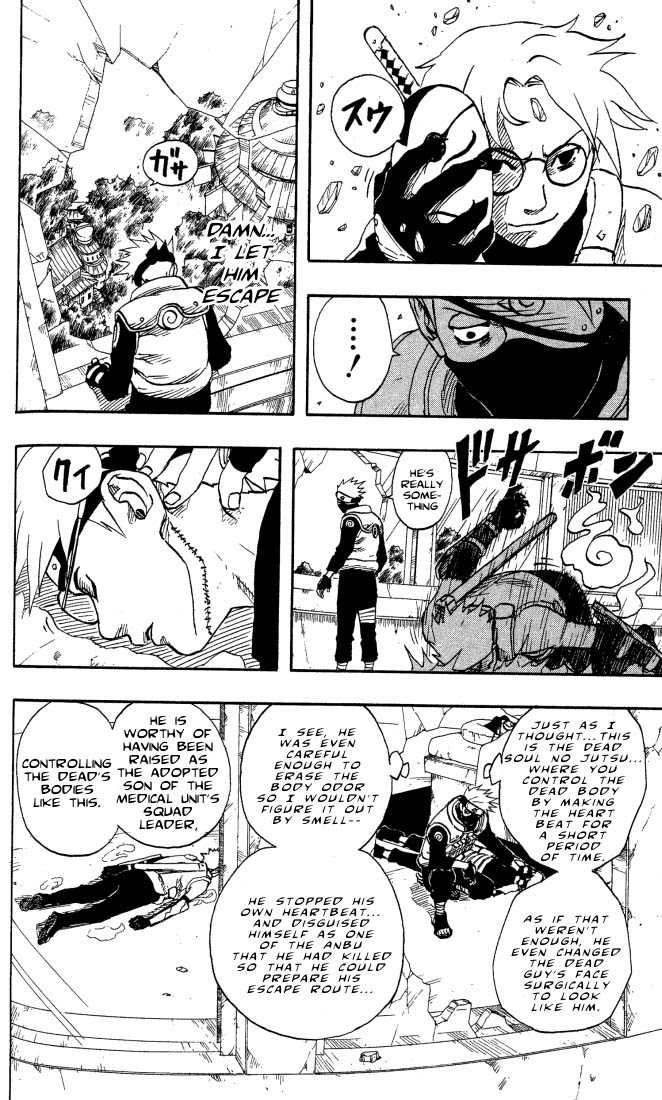 スウ
ガサ
DAMN...
I LET
HIM
ESCAPE
・・・・!
ドサ
ボンッ
HE'S
REALLY
SOME-
THING
クイ
JUST AS I
THOUGHT...THIS
IS THE DEAD
SOUL NO JUTSU...
WHERE YOU
CONTROL THE
DEAD BODY
BY MAKING
THE HEART
BEAT FOR
A SHORT
PERIOD
OF TIME.
AS IF THAT
WEREN'T
ENOUGH, HE
EVEN CHANGED
THE DEAD
GUY'S FACE
SURGICALLY
TO LOOK
LIKE HIM.
I SEE, HE
WAS EVEN
CAREFUL
ENOUGH TO
ERASE THE
BODY ODOR
SO I WOULDN'T
FIGURE IT OUT
BY SMELL--
HE STOPPED HIS
OWN HEARTBEAT...
AND DISGUISED
HIMSELF AS ONE
OF THE ANBU
THAT HE HAD KILLED
SO THAT HE COULD
PREPARE HIS
ESCAPE ROUTE...
HE IS
WORTHY OF
HAVING BEEN
RAISED AS
THE ADOPTED
SON OF THE
MEDICAL UNIT'S
SQUAD
LEADER,
CONTROLLING
THE DEAD'S
BODIES
LIKE THIS.